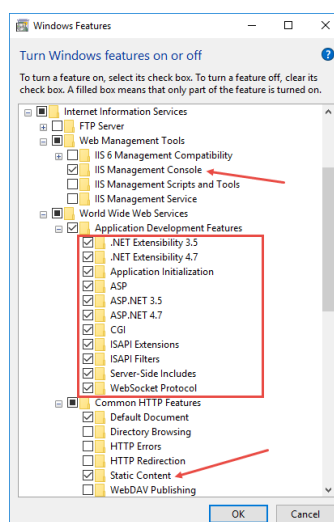 Windows Features
Turn Windows features on or off
To turn a feature on, select its check box. To turn a feature off, clear its
check box. A filled box means that only part of the feature is turned on.
Internet Information Services
FTP Server
Web Management Tools
IIS 6 Management Compatibility
IIS Management Console
IIS Management Scripts and Tools
IIS Management Service
World Wide Web Services
Application Development Features
.NET Extensibility 3.5
.NET Extensibility 4.7
Application Initialization
ASP
ASP.NET 3.5
ASP.NET 4.7
CGI
ISAPI Extensions
ISAPI Filters
Server-Side Includes
WebSocket Protocol
Common HTTP Features
Default Document
Directory Browsing
HTTP Errors
HTTP Redirection
Static Content
WebDAV Publishing
OK Cancel